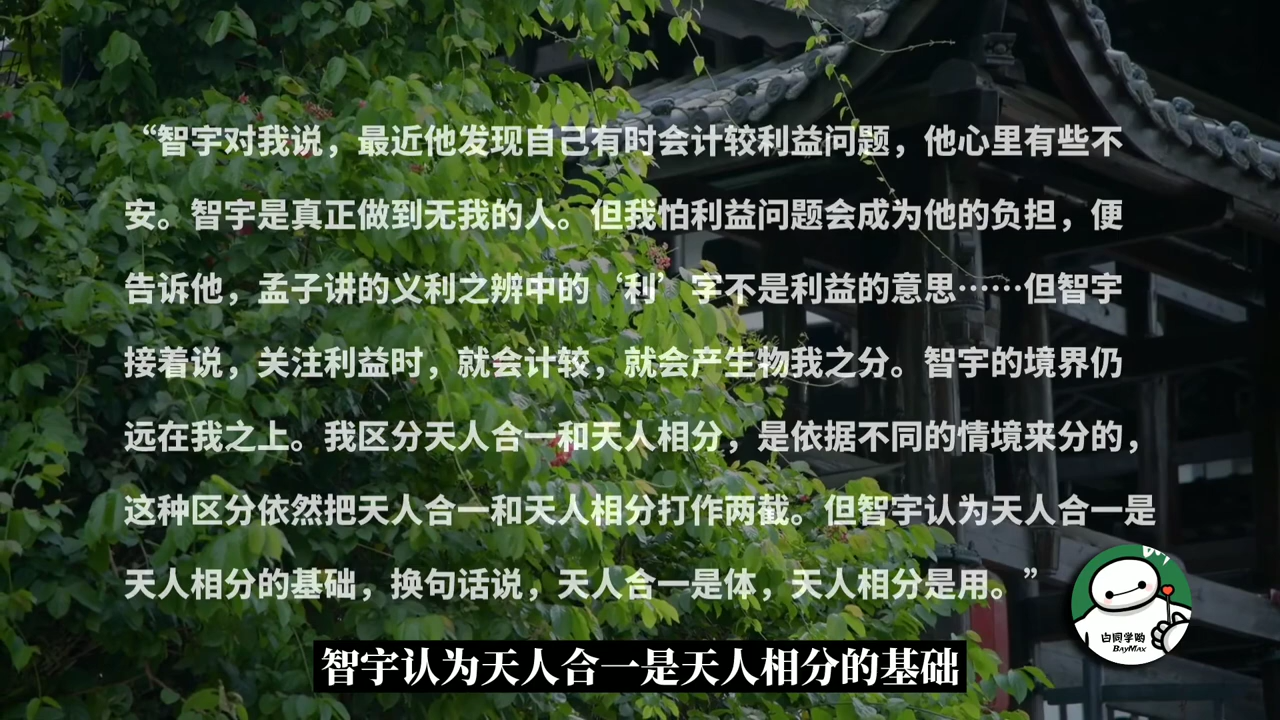 “智宇对我说，最近他发现自己有时会计较利益问题，他心里有些不
安。智宇是真正做到无我的人。但我怕利益问题会成为他的负担，便
告诉他，孟子讲的义利之辨中的‘利’字不是利益的意思……但智宇
接着说，关注利益时，就会计较，就会产生物我之分。智宇的境界仍
远在我之上。我区分天人合一和天人相分，是依据不同的情境来分的，
这种区分依然把天人合一和天人相分打作两截。但智宇认为天人合一是
天人相分的基础，换句话说，天人合一是体，天人相分是用。”
白同学哟
BAYMAX
智宇认为天人合一是天人相分的基础